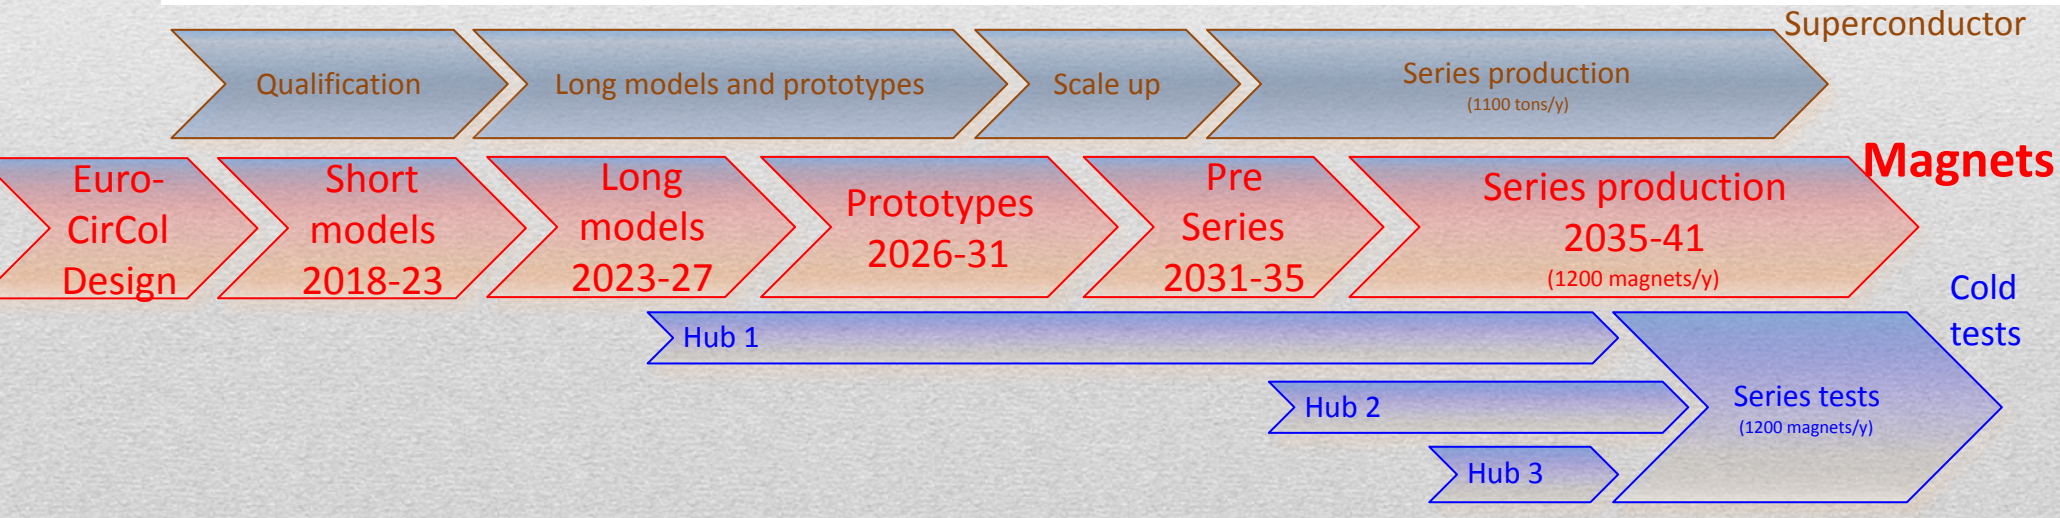 Superconductor
Qualification
Long models and prototypes
Scale up
Series production
(1100 tons/y)
Magnets
Euro-
CirCol
Design
Short
models
2018-23
Long
models
2023-27
Prototypes
2026-31
Pre
Series
2031-35
Series production
2035-41
(1200 magnets/y)
Cold
tests
Hub 1
Hub 2
Hub 3
Series tests
(1200 magnets/y)